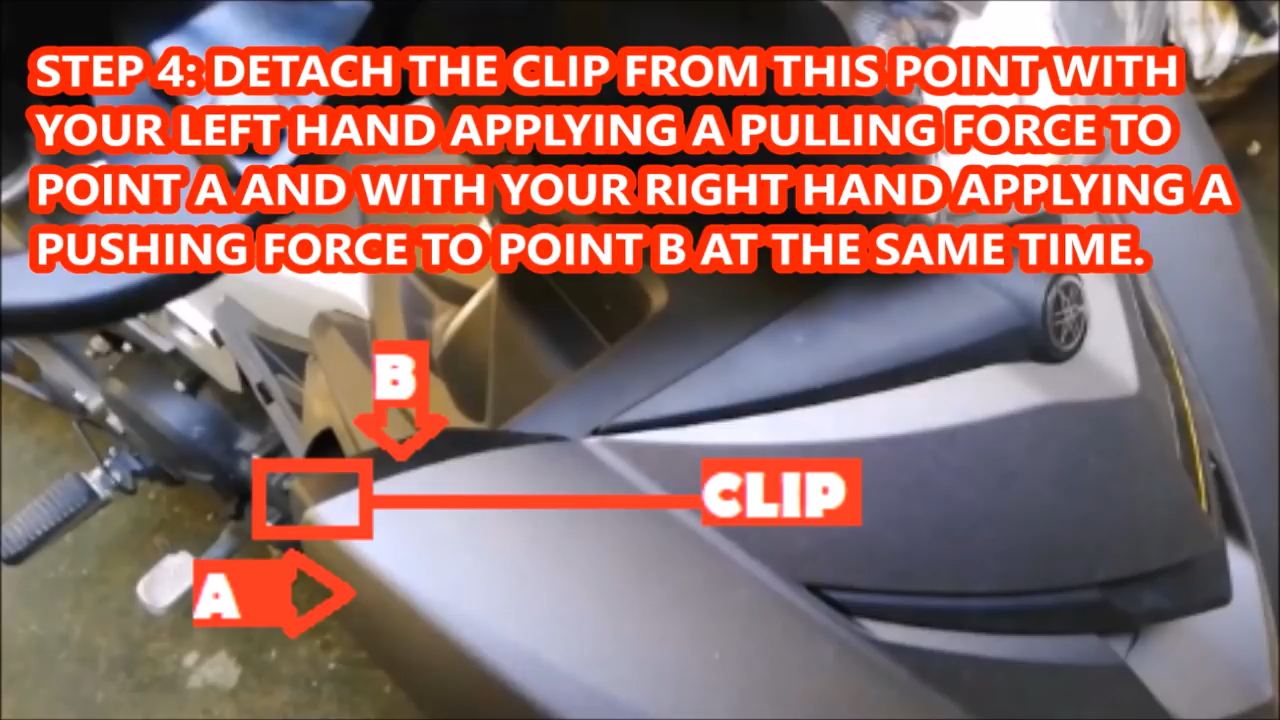 STEP 4: DETACH THE CLIP FROM THIS POINT WITH
YOUR LEFT HAND APPLYING A PULLING FORCE TO
POINT A AND WITH YOUR RIGHT HAND APPLYING A
PUSHING FORCE TO POINT B AT THE SAME TIME.
B
CLIP
A